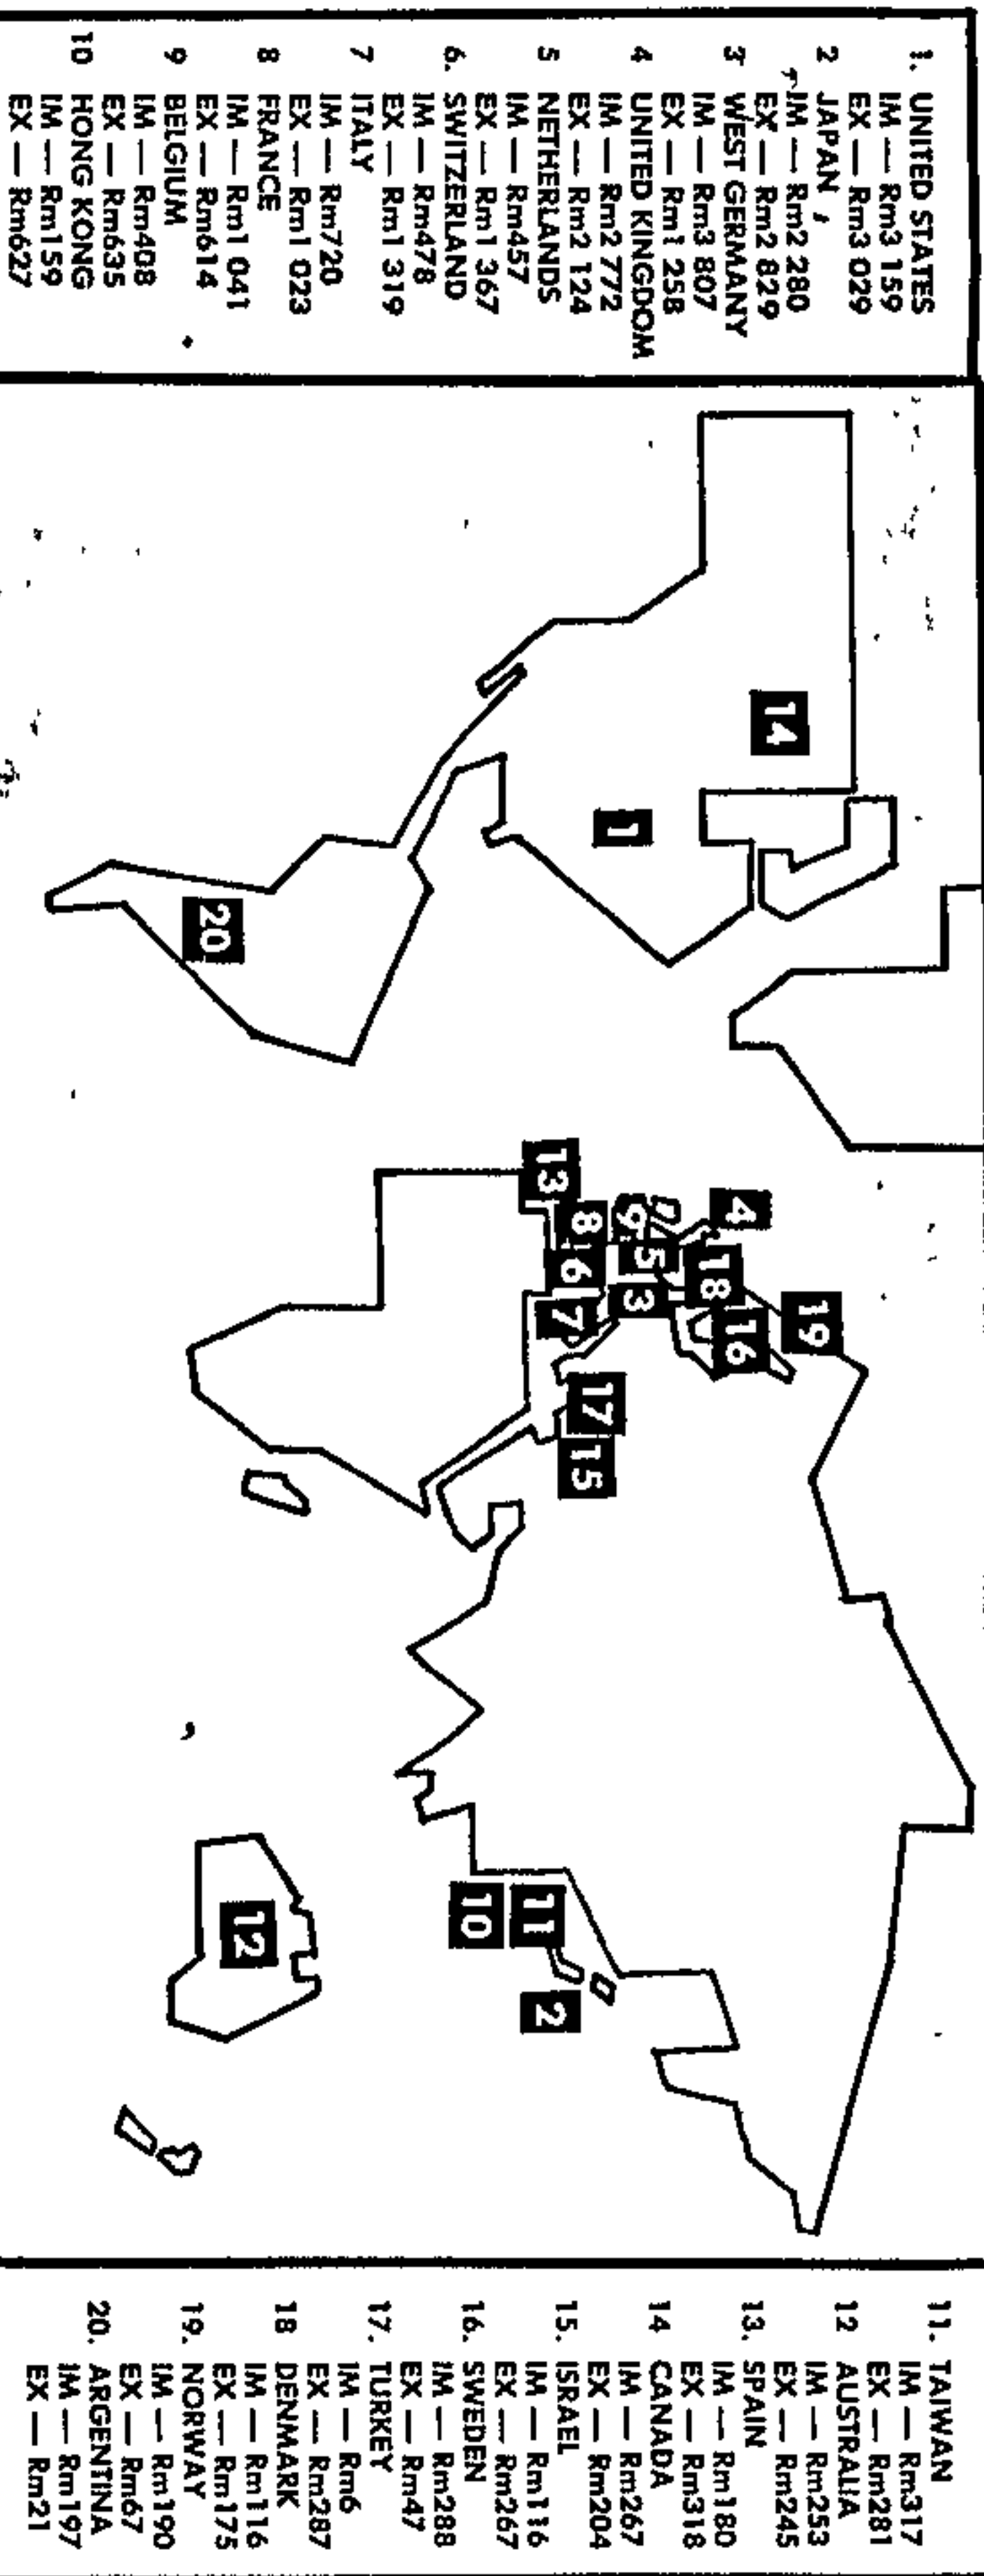 1. UNITED STATES
IM — Rm3 159
EX — Rm3 029
2 JAPAN
IM — Rm2 280
EX — Rm2 829
3 WEST GERMANY
IM — Rm3 807
EX — Rm1 258
4 UNITED KINGDOM
IM — Rm2 772
EX — Rm2 124
5 NETHERLANDS
IM — Rm457
EX — Rm1 367
6. SWITZERLAND
IM — Rm478
EX — Rm1 319
7 ITALY
IM — Rm720
EX — Rm1 023
8 FRANCE
IM — Rm1 041
EX — Rm614
9 BELGIUM
IM — Rm408
EX — Rm635
10 HONG KONG
IM — Rm159
EX — Rm627
14
1
20
4
19
18
16
9
5
3
8
6
7
13
17
15
11
10
2
12
11. TAIWAN
IM — Rm317
EX — Rm281
12 AUSTRALIA
IM — Rm253
EX — Rm245
13. SPAIN
IM — Rm180
EX — Rm318
14 CANADA
IM — Rm267
EX — Rm204
15. ISRAEL
IM — Rm116
EX — Rm267
16. SWEDEN
IM — Rm288
EX — Rm47
17. TURKEY
IM — Rm6
EX — Rm287
18 DENMARK
IM — Rm116
EX — Rm175
19. NORWAY
IM — Rm190
EX — Rm67
20. ARGENTINA
IM — Rm197
EX — Rm21